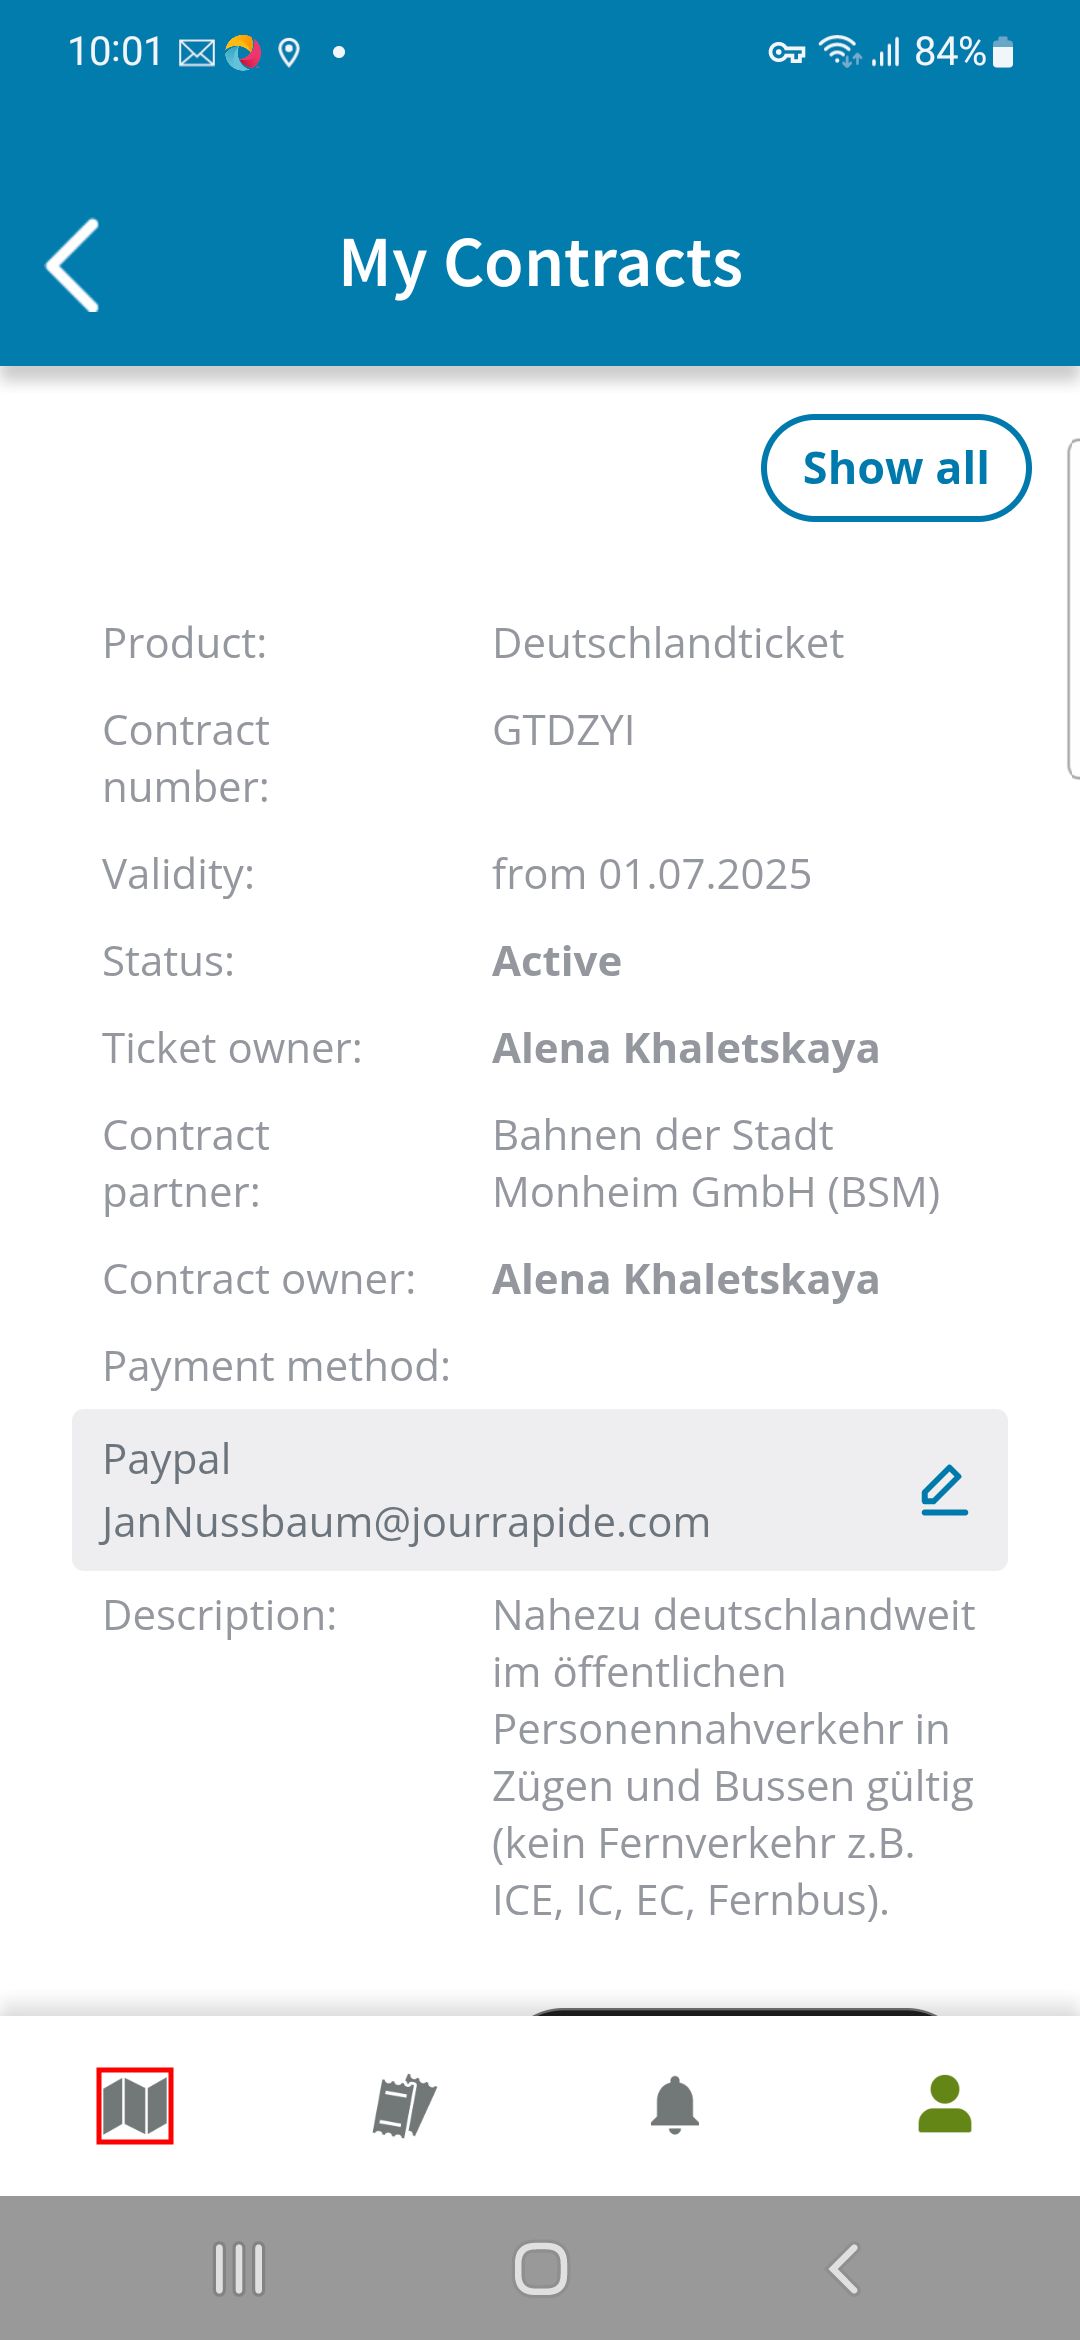 10:01
84%
My Contracts
Show all
Product: Deutschlandticket
Contract number: GTDZYI
Validity: from 01.07.2025
Status: Active
Ticket owner: Alena Khaletskaya
Contract partner: Bahnen der Stadt
Monheim GmbH (BSM)
Contract owner: Alena Khaletskaya
Payment method:
Paypal
JanNussbaum@jourrapide.com
Description: Nahezu deutschlandweit
im öffentlichen
Personennahverkehr in
Zügen und Bussen gültig
(kein Fernverkehr z.B.
ICE, IC, EC, Fernbus).